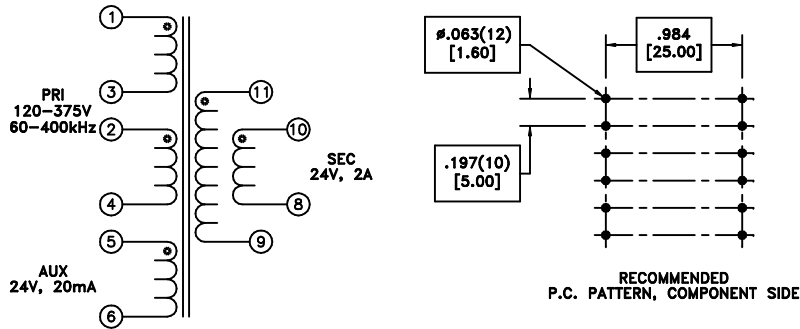 1
3
PRI
120-375V
60-400kHz
2
4
5
AUX
24V, 20mA
6
11
10
SEC
24V, 2A
8
9
ø.063(12)
[1.60]
.984
[25.00]
.197(10)
[5.00]
RECOMMENDED
P.C. PATTERN, COMPONENT SIDE